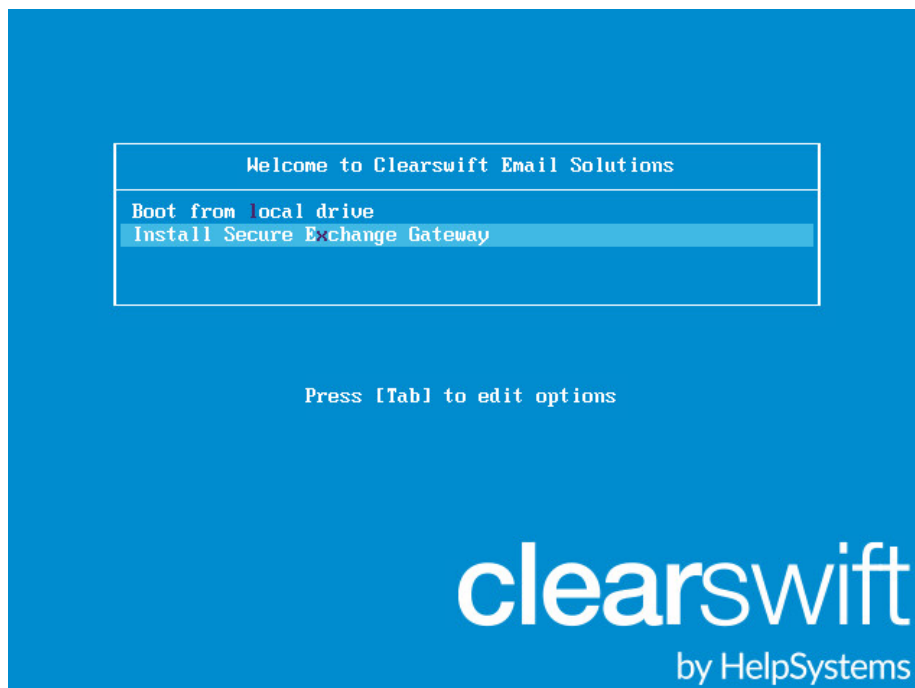 Welcome to Clearswift Email Solutions
Boot from local drive
Install Secure Exchange Gateway
Press [Tab] to edit options
clearswift
by HelpSystems